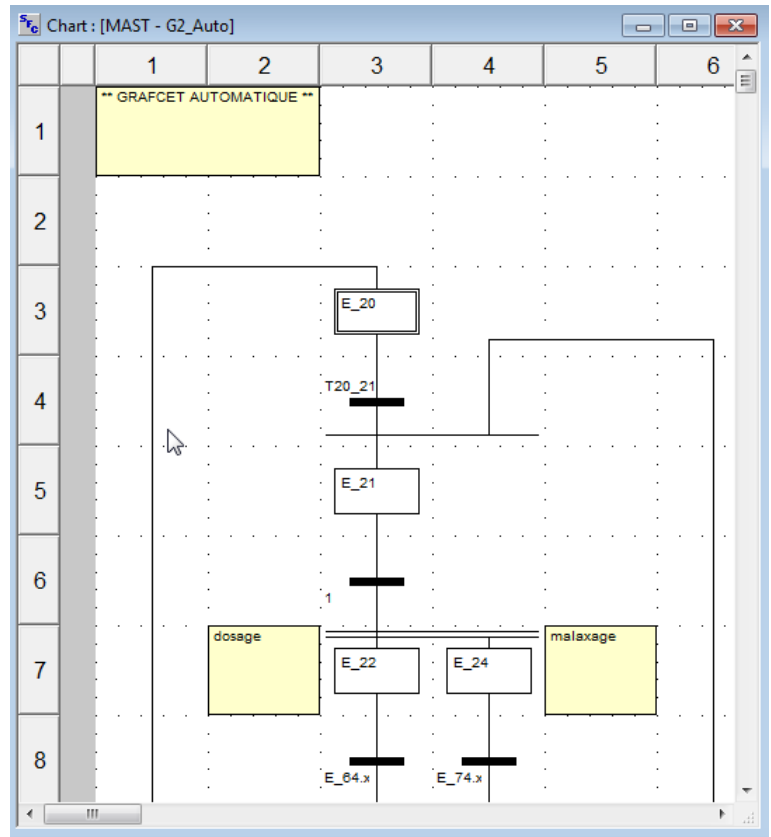 SFC Chart : [MAST - G2_Auto]
1 2 3 4 5 6
** GRAFCET AUTOMATIQUE **
1
2
3
E_20
T20_21
4
5
E_21
6
1
dosage
malaxage
7
E_22
E_24
8
E_64.x
E_74.x